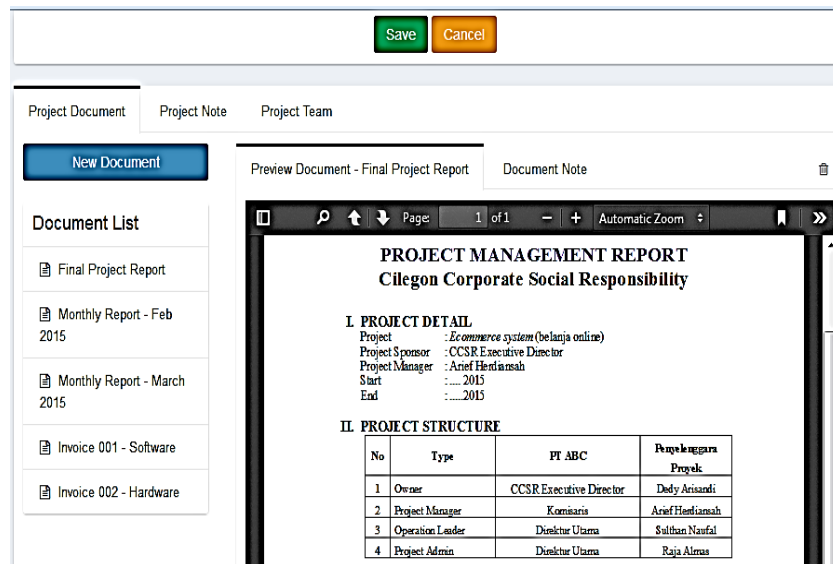 Save Cancel
Project Document Project Note Project Team
New Document
Document List
Final Project Report
Monthly Report - Feb
2015
Monthly Report - March
2015
Invoice 001 - Software
Invoice 002 - Hardware
Preview Document - Final Project Report Document Note
Page: 1 of 1 Automatic Zoom
PROJECT MANAGEMENT REPORT
Cilegon Corporate Social Responsibility
I. PROJECT DETAIL
Project : Ecommerce system (belanja online)
Project Sponsor : CCSR Executive Director
Project Manager : Arief Herdiansah
Start : .... 2015
End : .....2015
II. PROJECT STRUCTURE
No Type PT ABC Penyelenggara
Proyek
1 Owner CCSR Executive Director Dedy Arisandi
2 Project Manager Komisaris Arief Herdiansah
3 Operation Leader Direktur Utama Sulthan Naufal
4 Project Admin Direktur Utama Raja Almas